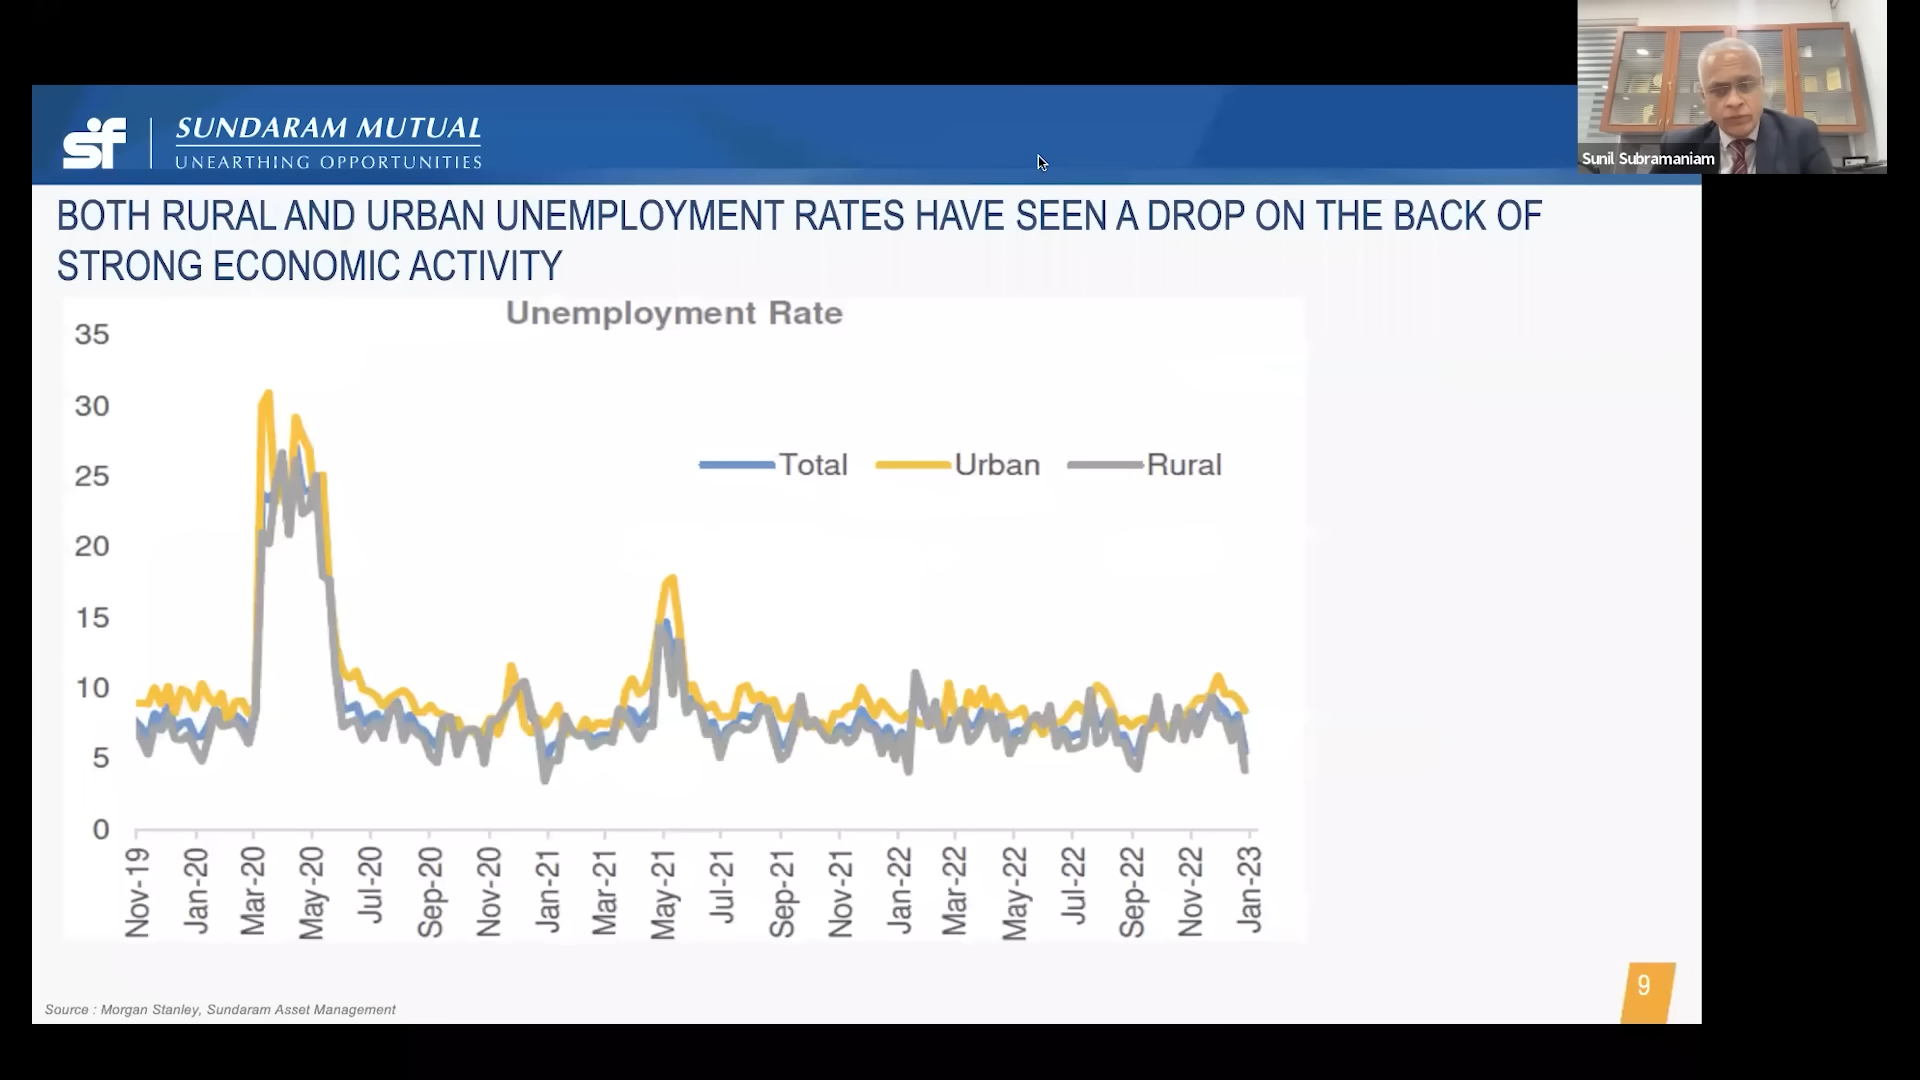 Sunil Subramaniam
sf
SUNDARAM MUTUAL
UNEARTHING OPPORTUNITIES
BOTH RURAL AND URBAN UNEMPLOYMENT RATES HAVE SEEN A DROP ON THE BACK OF
STRONG ECONOMIC ACTIVITY
Unemployment Rate
35
30
25
20
15
10
5
0
Total Urban Rural
Nov-19 Jan-20 Mar-20 May-20 Jul-20 Sep-20 Nov-20 Jan-21 Mar-21 May-21 Jul-21 Sep-21 Nov-21 Jan-22 Mar-22 May-22 Jul-22 Sep-22 Nov-22 Jan-23
9
Source : Morgan Stanley, Sundaram Asset Management